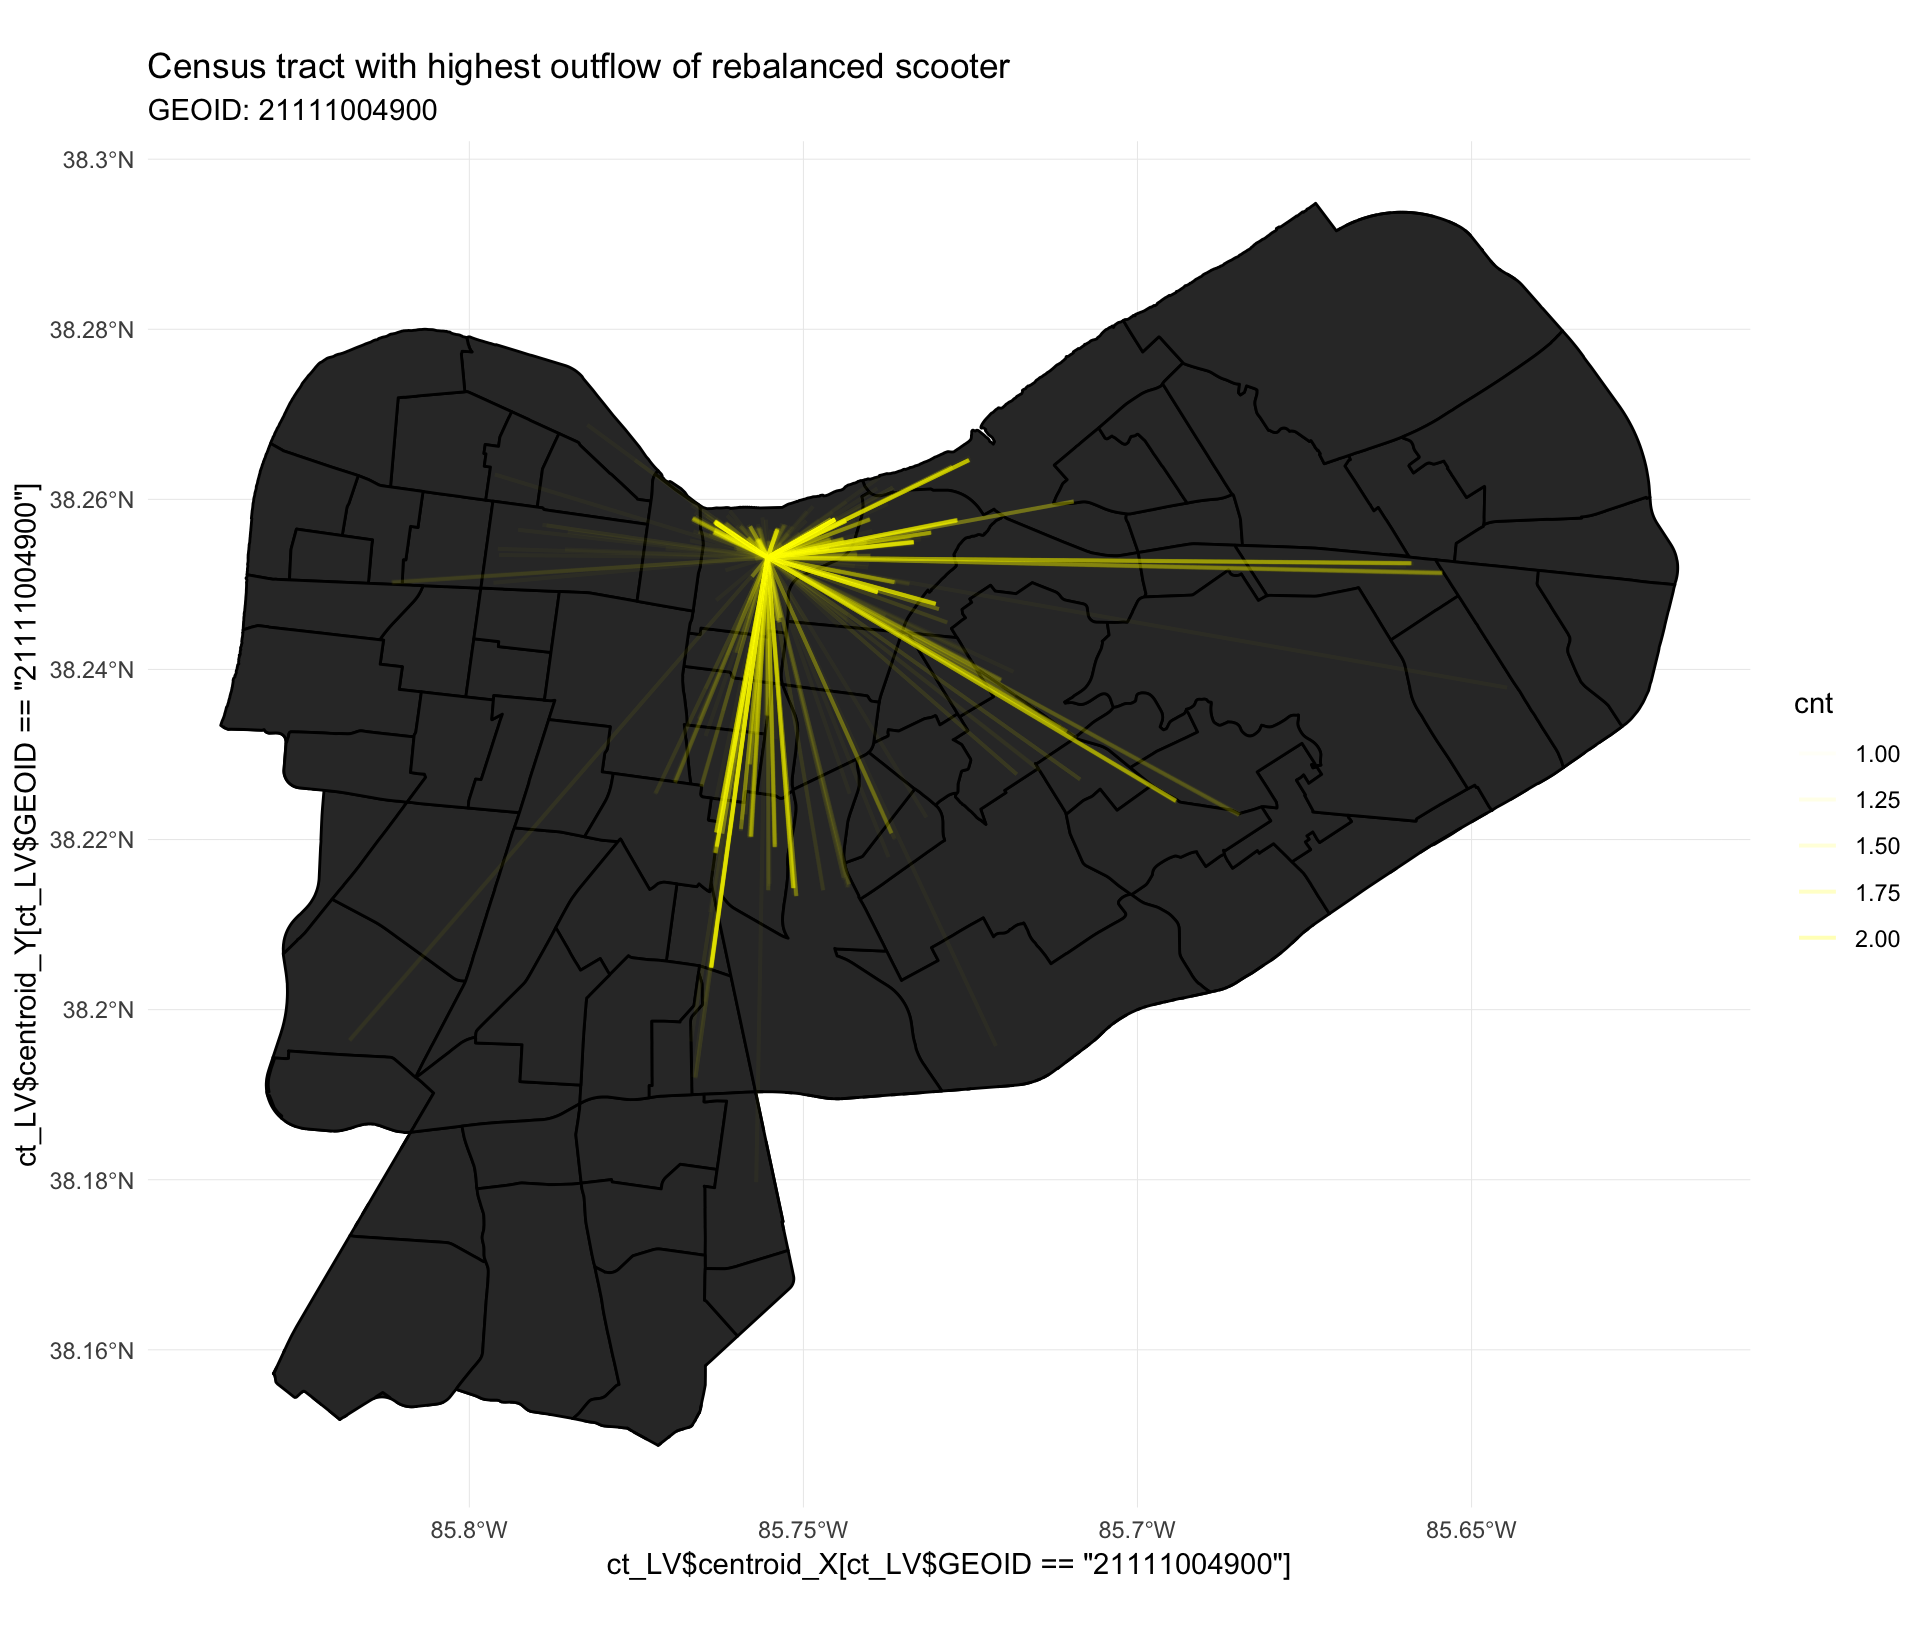 Census tract with highest outflow of rebalanced scooter
GEOID: 21111004900
38.3°N
38.28°N
38.26°N
38.24°N
38.22°N
38.2°N
38.18°N
38.16°N
ct_LV$centroid_Y[ct_LV$GEOID == "21111004900"]
85.8°W
85.75°W
85.7°W
85.65°W
ct_LV$centroid_X[ct_LV$GEOID == "21111004900"]
cnt
1.00
1.25
1.50
1.75
2.00